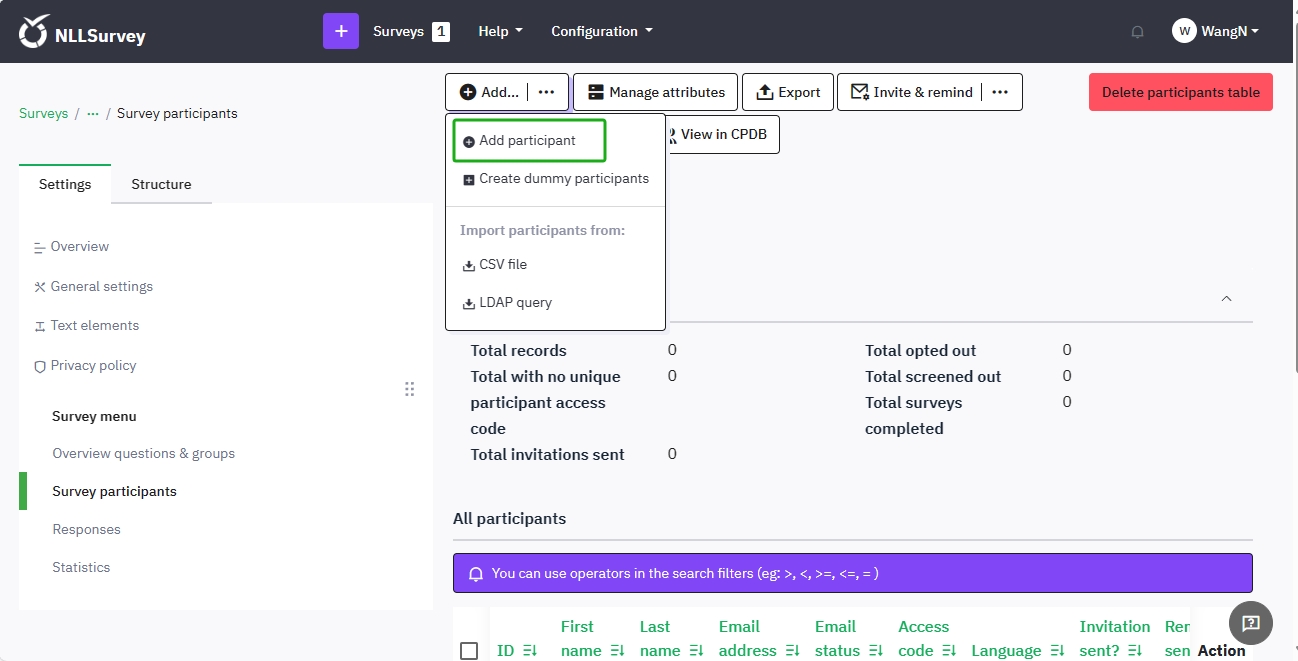 NLLSurvey
+
Surveys 1
Help
Configuration
W WangN
Surveys / ··· / Survey participants
Add... ···
Manage attributes
Export
Invite & remind ···
Delete participants table
View in CPDB
Add participant
Create dummy participants
Import participants from:
CSV file
LDAP query
Settings
Structure
Overview
General settings
Text elements
Privacy policy
Survey menu
Overview questions & groups
Survey participants
Responses
Statistics
Total records 0
Total with no unique 0
participant access
code
Total invitations sent 0
Total opted out 0
Total screened out 0
Total surveys 0
completed
All participants
You can use operators in the search filters (eg: >, <, >=, <=, = )
ID
First
name
Last
name
Email
address
Email
status
Access
code
Language
Invitation
sent?
Action